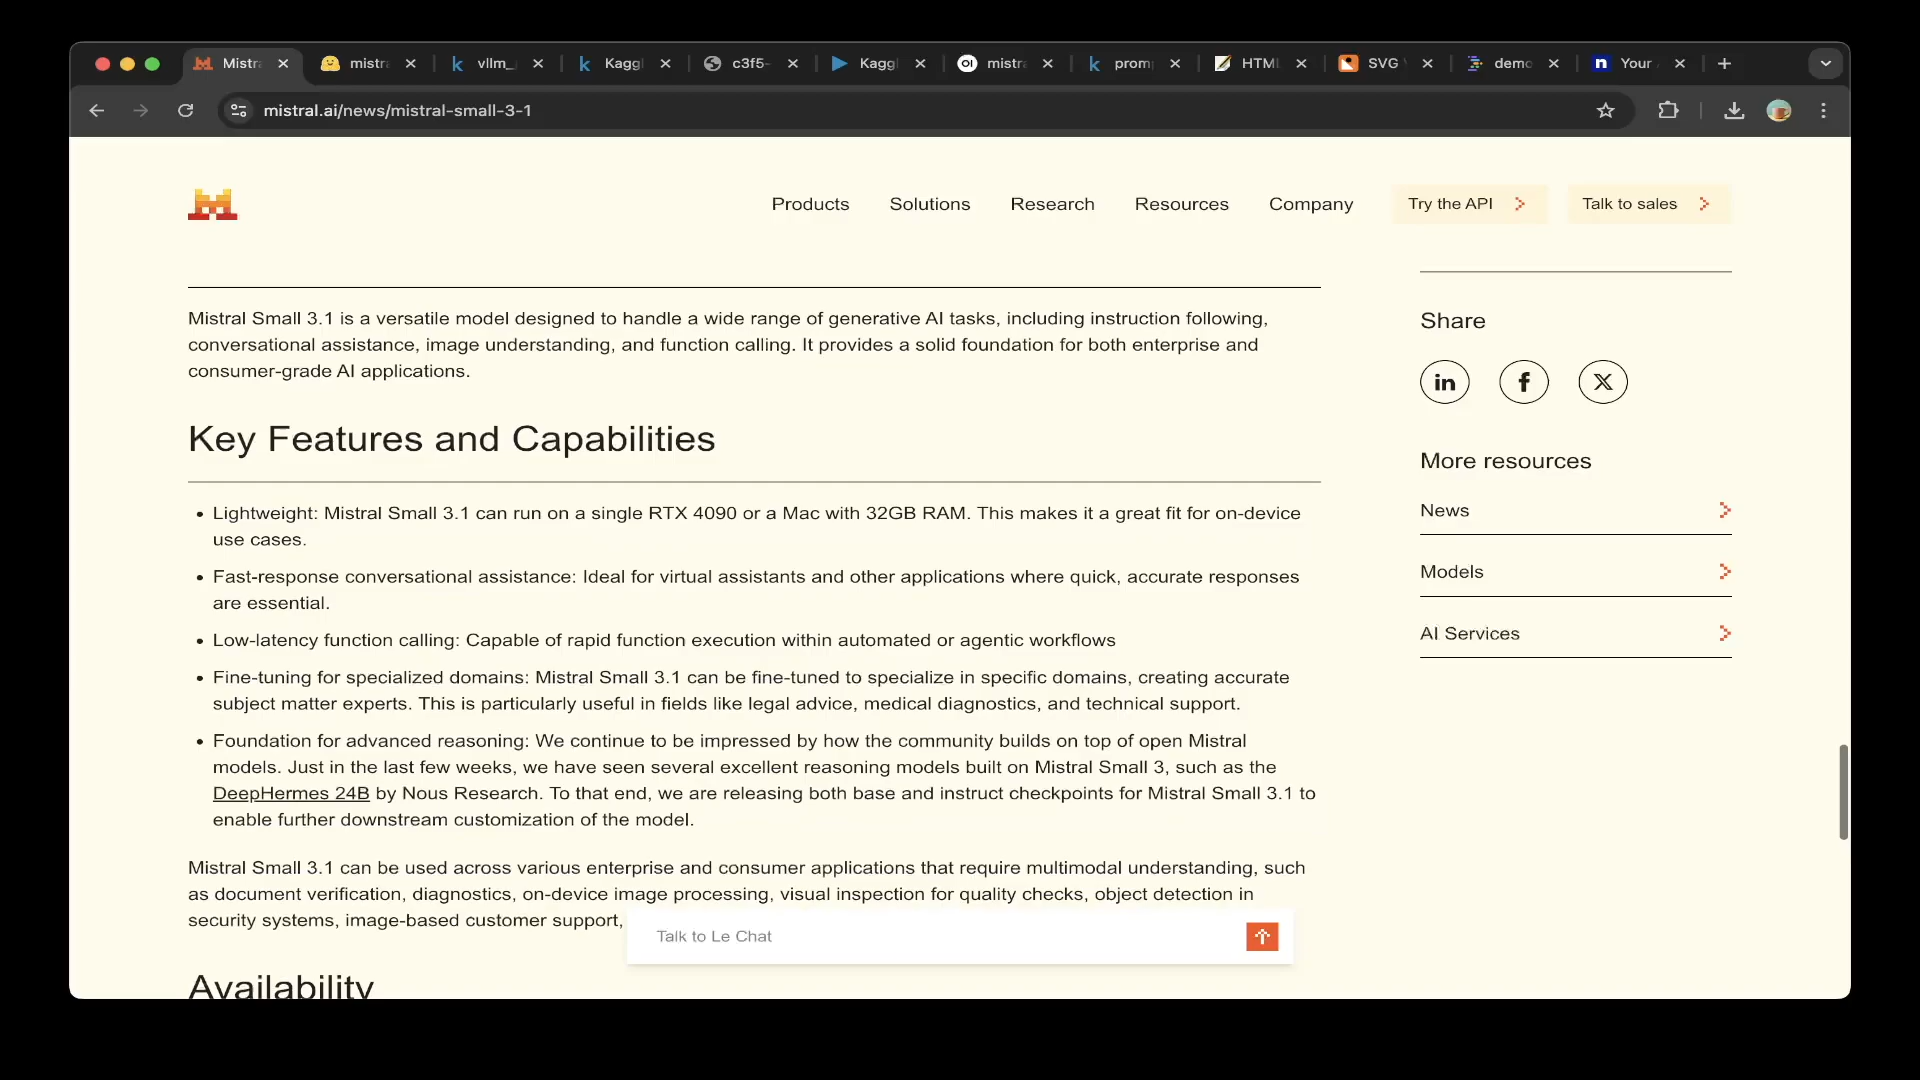 Mistr
mistr
vllm_
Kaggl
c3f5-
Kaggl
mistr
prom
HTML
SVG
demo
Your
mistral.ai/news/mistral-small-3-1
Products
Solutions
Research
Resources
Company
Try the API
Talk to sales
Mistral Small 3.1 is a versatile model designed to handle a wide range of generative AI tasks, including instruction following,
conversational assistance, image understanding, and function calling. It provides a solid foundation for both enterprise and
consumer-grade AI applications.
Key Features and Capabilities
• Lightweight: Mistral Small 3.1 can run on a single RTX 4090 or a Mac with 32GB RAM. This makes it a great fit for on-device
use cases.
• Fast-response conversational assistance: Ideal for virtual assistants and other applications where quick, accurate responses
are essential.
• Low-latency function calling: Capable of rapid function execution within automated or agentic workflows
• Fine-tuning for specialized domains: Mistral Small 3.1 can be fine-tuned to specialize in specific domains, creating accurate
subject matter experts. This is particularly useful in fields like legal advice, medical diagnostics, and technical support.
• Foundation for advanced reasoning: We continue to be impressed by how the community builds on top of open Mistral
models. Just in the last few weeks, we have seen several excellent reasoning models built on Mistral Small 3, such as the
DeepHermes 24B by Nous Research. To that end, we are releasing both base and instruct checkpoints for Mistral Small 3.1 to
enable further downstream customization of the model.
Mistral Small 3.1 can be used across various enterprise and consumer applications that require multimodal understanding, such
as document verification, diagnostics, on-device image processing, visual inspection for quality checks, object detection in
security systems, image-based customer support,
Talk to Le Chat
Availability
Share
in
f
X
More resources
News
Models
AI Services